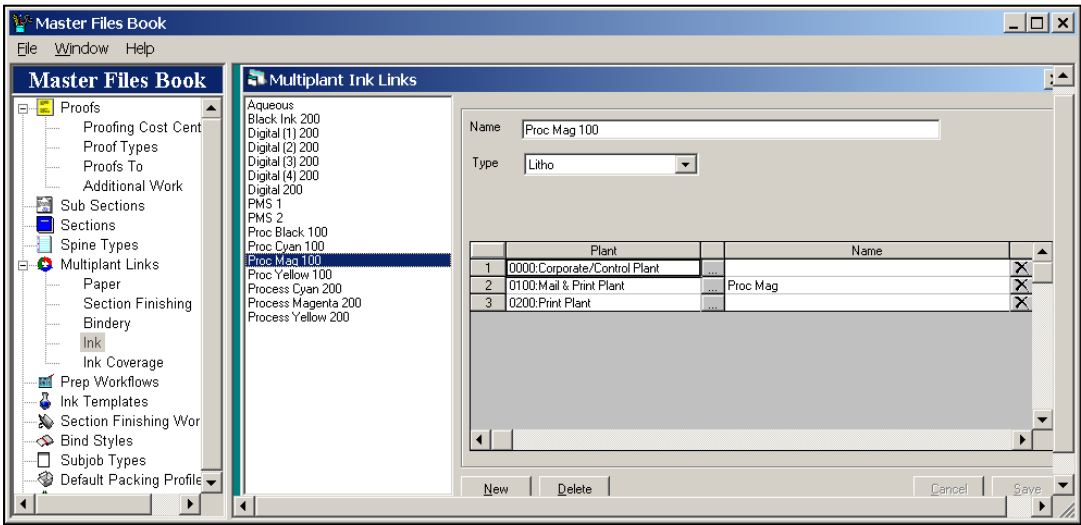 Master Files Book
File Window Help
Master Files Book
Proofs
Proofing Cost Cent
Proof Types
Proofs To
Additional Work
Sub Sections
Sections
Spine Types
Multiplant Links
Paper
Section Finishing
Bindery
Ink
Ink Coverage
Prep Workflows
Ink Templates
Section Finishing Wor
Bind Styles
Subjob Types
Default Packing Profile
Multiplant Ink Links
Aqueous
Black Ink 200
Digital (1) 200
Digital (2) 200
Digital (3) 200
Digital (4) 200
Digital 200
PMS 1
PMS 2
Proc Black 100
Proc Cyan 100
Proc Mag 100
Proc Yellow 100
Process Cyan 200
Process Magenta 200
Process Yellow 200
Name Proc Mag 100
Type Litho
Plant Name
1 0000:Corporate/Control Plant ...
2 0100:Mail & Print Plant ... Proc Mag
3 0200:Print Plant ...
New Delete Cancel Save